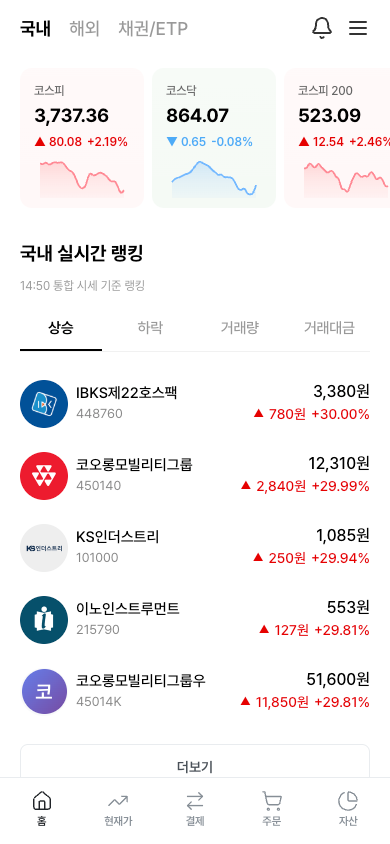 국내 해외 채권/ETP
코스피 코스닥 코스피 200
3,737.36 864.07 523.09
▲ 80.08 +2.19% ▼ 0.65 -0.08% ▲ 12.54 +2.46%
국내 실시간 랭킹
14:50 통합 시세 기준 랭킹
상승 하락 거래량 거래대금
IBKS제22호스팩 3,380원
448760 ▲ 780원 +30.00%
코오롱모빌리티그룹 12,310원
450140 ▲ 2,840원 +29.99%
KS인더스트리
KS인더스트리 1,085원
101000 ▲ 250원 +29.94%
이노인스트루먼트 553원
215790 ▲ 127원 +29.81%
코
코오롱모빌리티그룹우 51,600원
45014K ▲ 11,850원 +29.81%
더보기
홈 현재가 결제 주문 자산